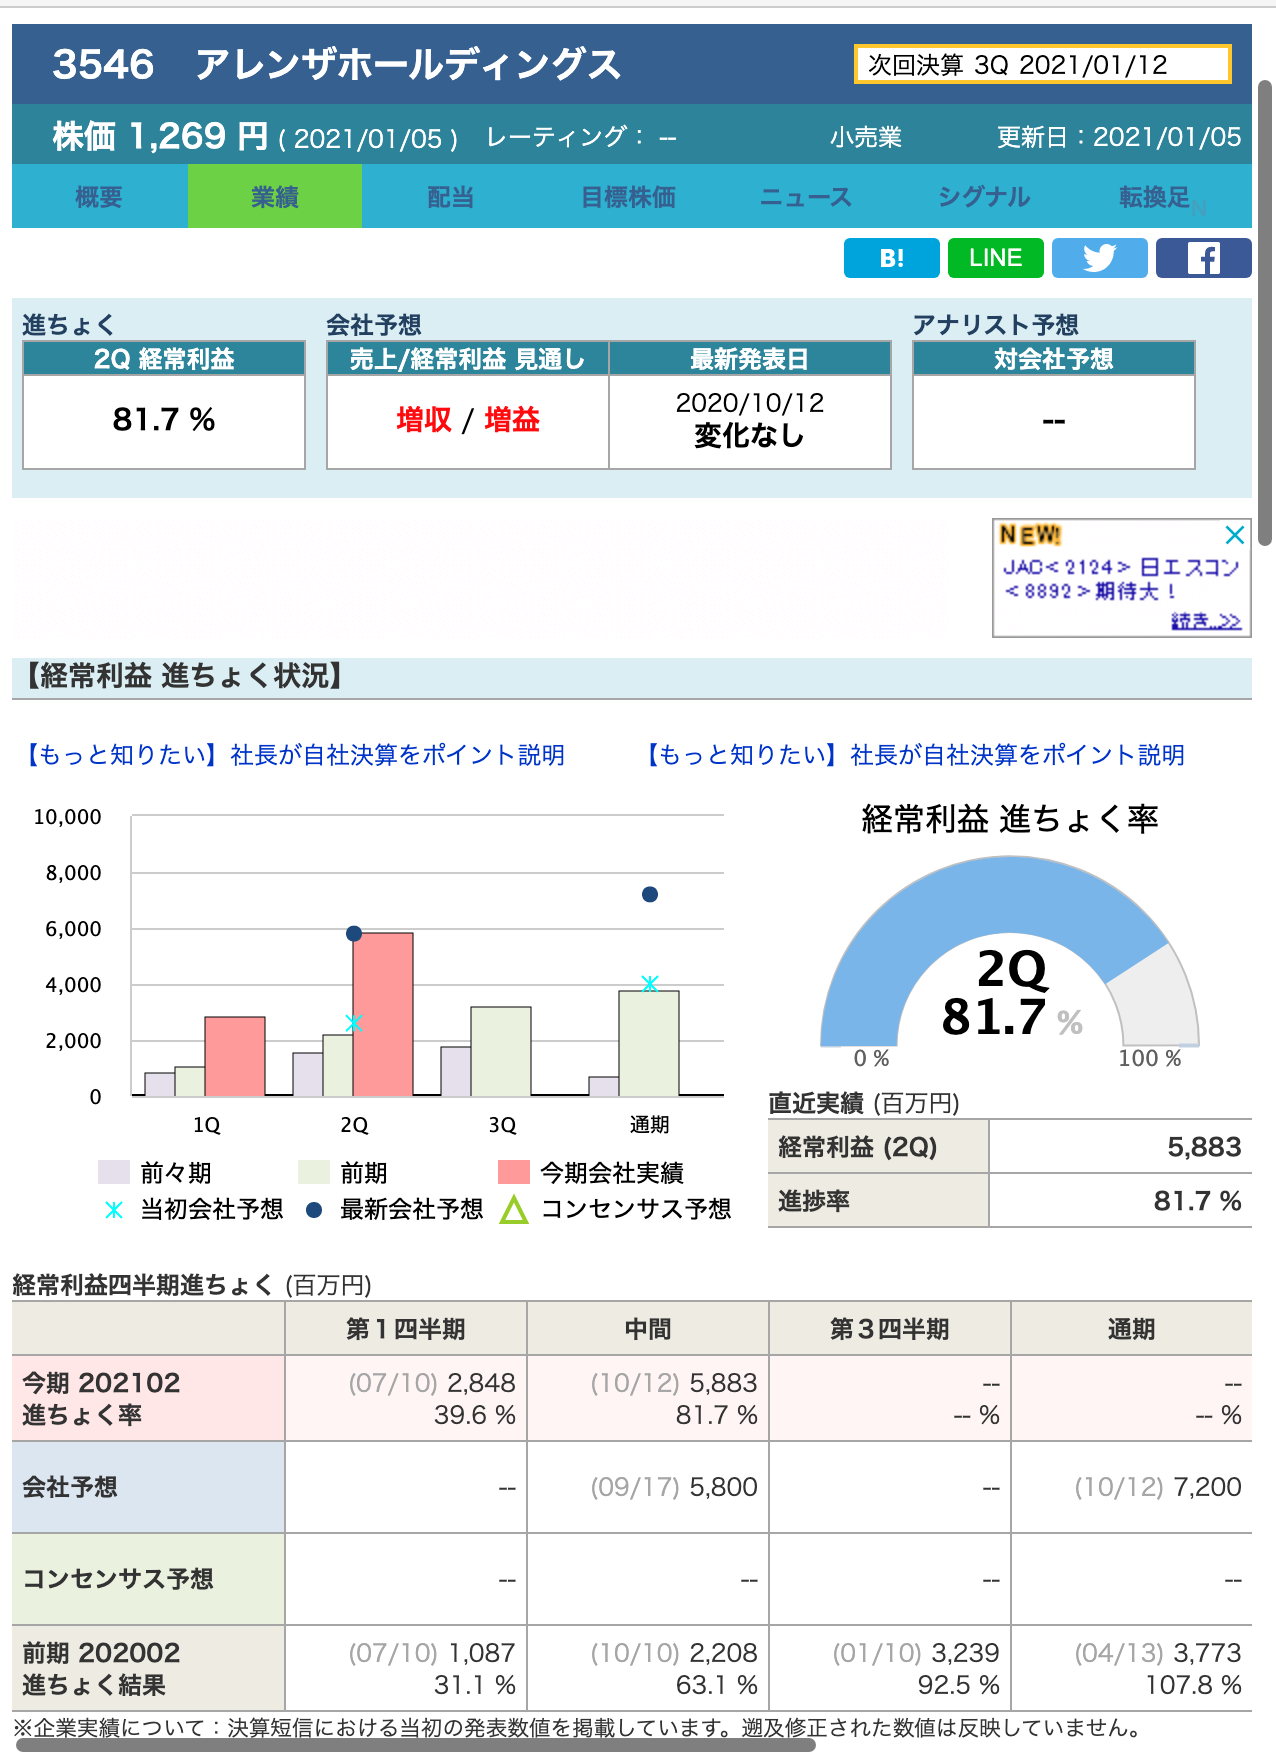 3546 アレンザホールディングス
次回決算 3Q 2021/01/12
株価 1,269 円 ( 2021/01/05 ) レーティング： -- 小売業 更新日：2021/01/05
概要 業績 配当 目標株価 ニュース シグナル 転換足
B! LINE
進ちょく 会社予想 アナリスト予想
2Q 経常利益 売上/経常利益 見通し 最新発表日 対会社予想
81.7 % 増収 / 増益 2020/10/12 --
変化なし
NEW!
JAC<2124> 日エスコン
<8892>期待大！
続き..>>
【経常利益 進ちょく状況】
【もっと知りたい】社長が自社決算をポイント説明 【もっと知りたい】社長が自社決算をポイント説明
10,000
8,000
6,000
4,000
2,000
0
1Q 2Q 3Q 通期
前々期 前期 今期会社実績
当初会社予想 最新会社予想 コンセンサス予想
経常利益 進ちょく率
2Q
81.7 %
0 % 100 %
直近実績 (百万円)
経常利益 (2Q) 5,883
進捗率 81.7 %
経常利益四半期進ちょく (百万円)
第１四半期 中間 第３四半期 通期
今期 202102 (07/10) 2,848 (10/12) 5,883 -- --
進ちょく率 39.6 % 81.7 % -- % -- %
会社予想 -- (09/17) 5,800 -- (10/12) 7,200
コンセンサス予想 -- -- -- --
前期 202002 (07/10) 1,087 (10/10) 2,208 (01/10) 3,239 (04/13) 3,773
進ちょく結果 31.1 % 63.1 % 92.5 % 107.8 %
※企業実績について：決算短信における当初の発表数値を掲載しています。遡及修正された数値は反映していません。